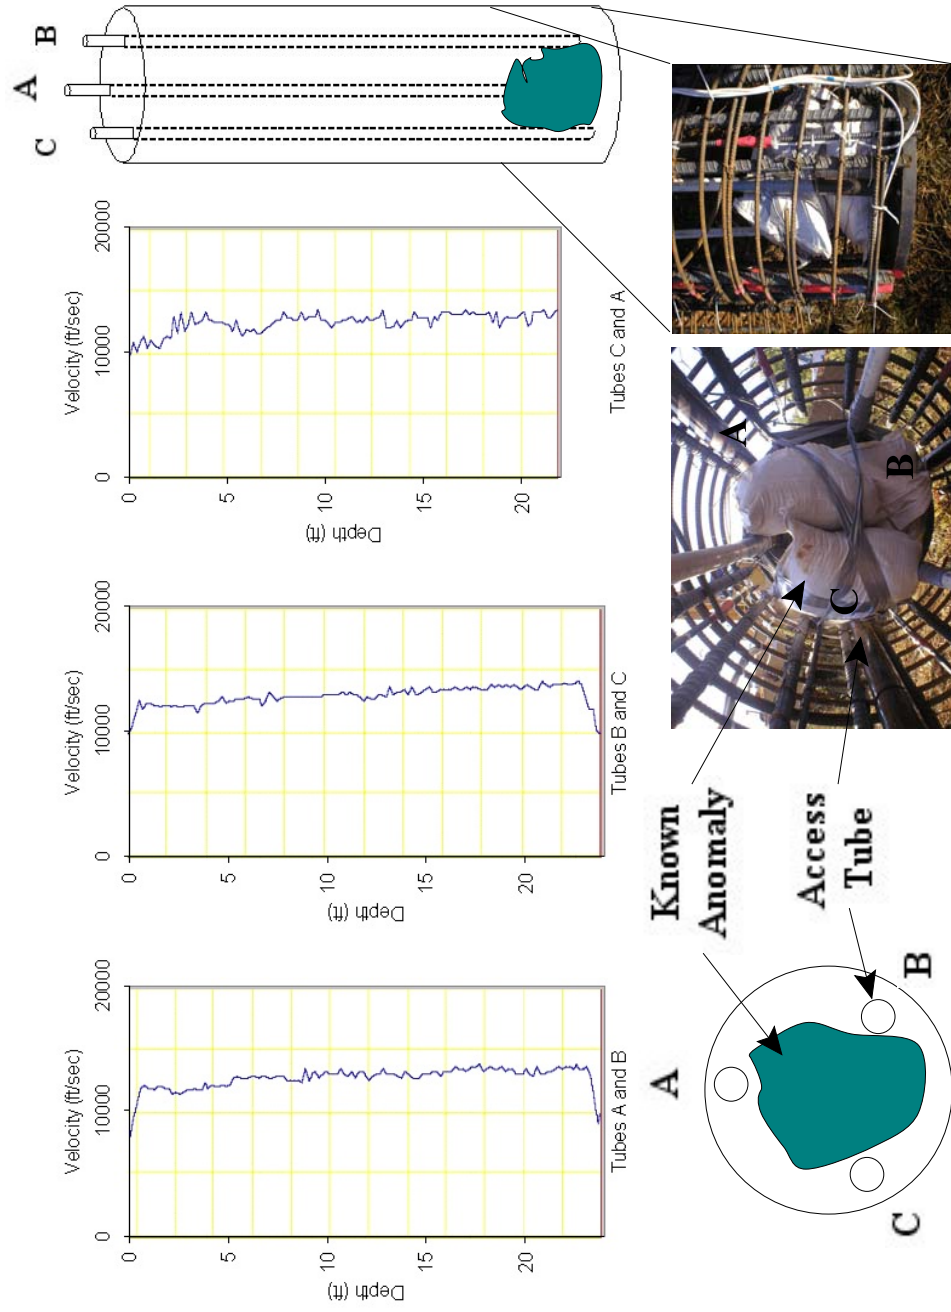 B
A
C
Velocity (ft/sec)
0
10000
20000
0
5
10
15
20
Depth (ft)
Tubes C and A
Velocity (ft/sec)
0
10000
20000
0
5
10
15
20
Depth (ft)
Tubes B and C
Velocity (ft/sec)
0
10000
20000
0
5
10
15
20
Depth (ft)
Tubes A and B
A
B
C
Known
Anomaly
Access
Tube
A
B
C